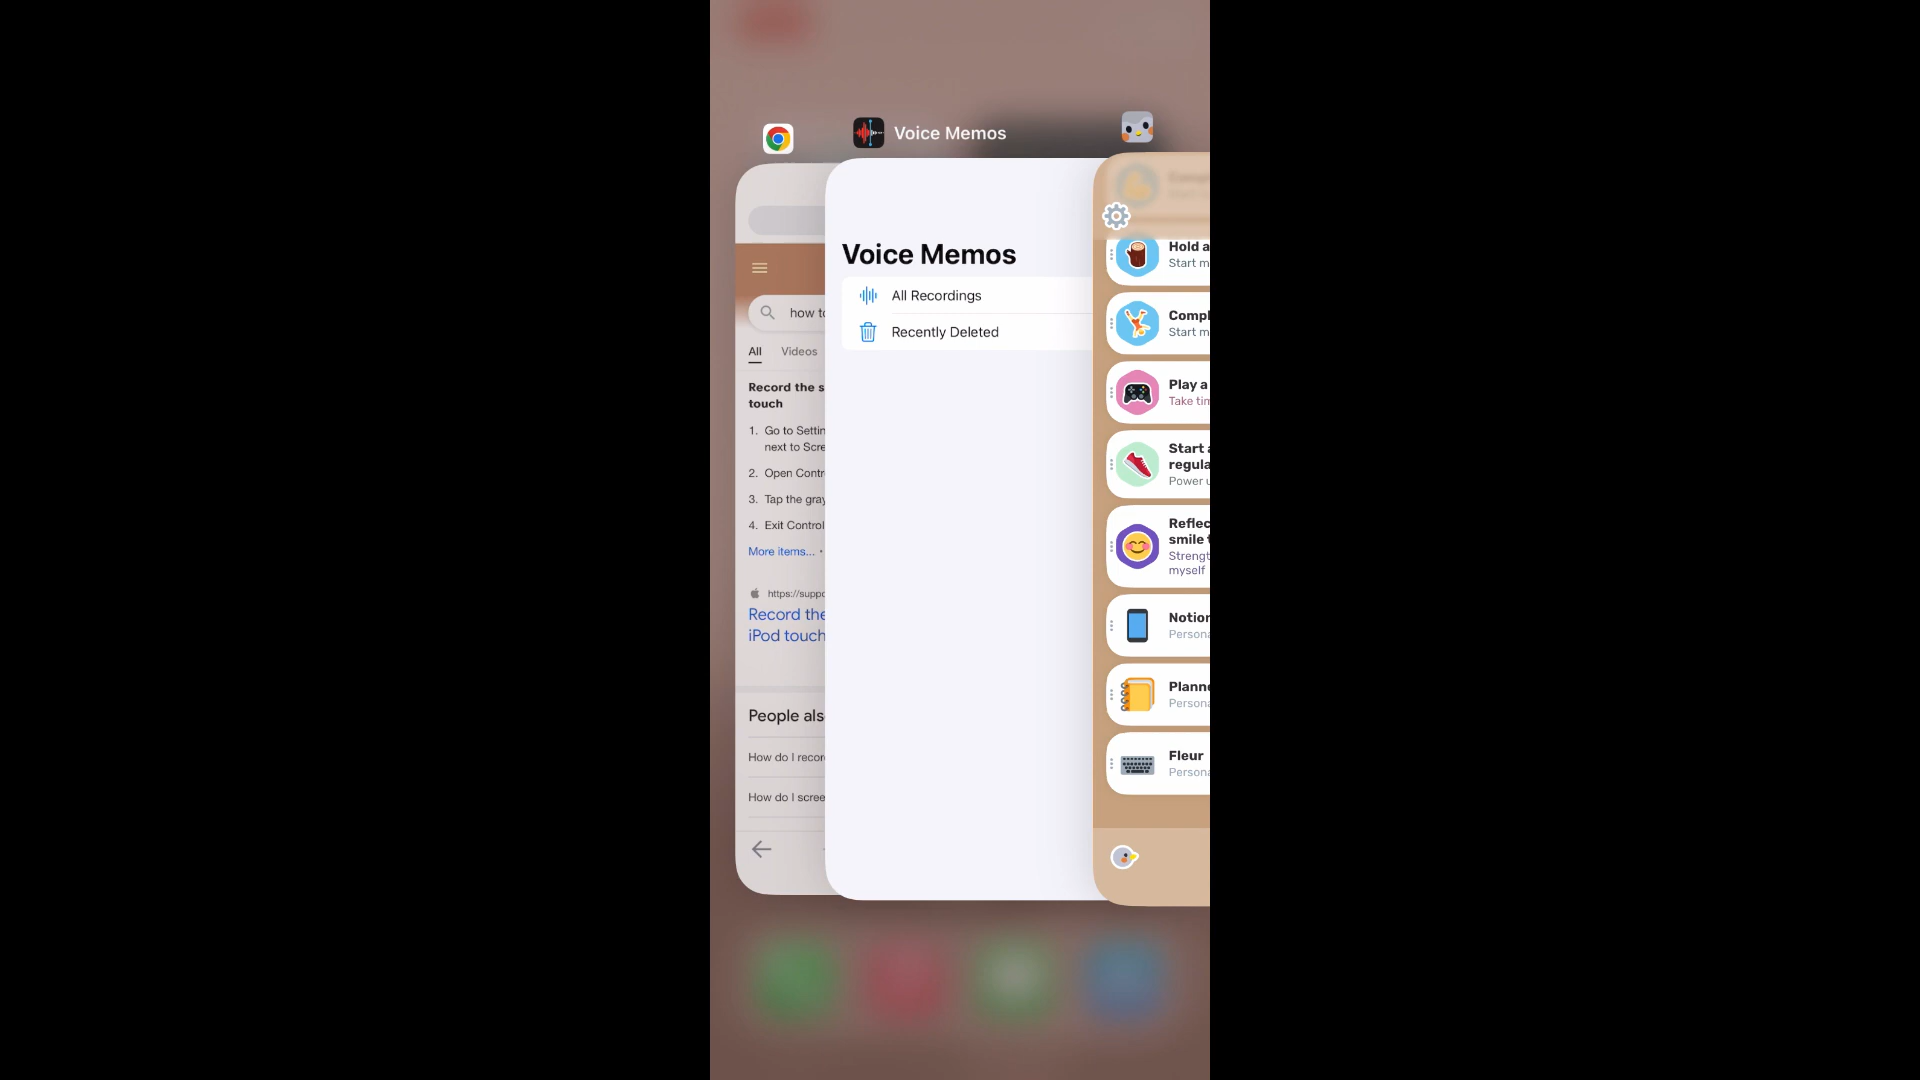 Voice Memos
how to
All Videos
Record the s
touch
1. Go to Settin
next to Scre
2. Open Contr
3. Tap the gray
4. Exit Control
More items... •
https://suppo
Record the
iPod touch
People als
How do I recor
How do I scree
Voice Memos
All Recordings
Recently Deleted
Hold a
Start m
Compl
Start m
Play a
Take tim
Start a
regula
Power u
Reflec
smile t
Strengt
myself
Notion
Persona
Planne
Persona
Fleur
Persona